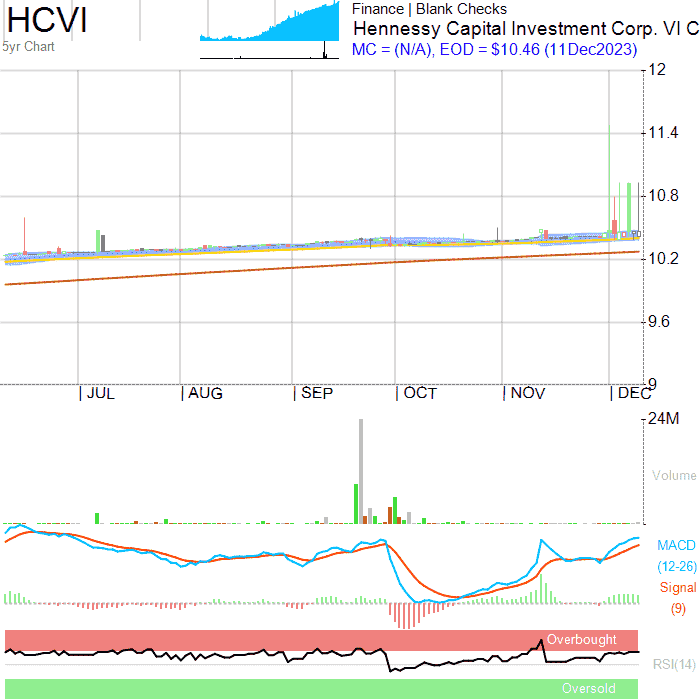 HCVI
5yr Chart
Finance | Blank Checks
Hennessy Capital Investment Corp. VI C
MC = (N/A), EOD = $10.46 (11Dec2023)
12
11.4
10.8
10.2
9.6
9
JUL AUG SEP OCT NOV DEC
24M
Volume
MACD
(12-26)
Signal
(9)
Overbought
RSI(14)
Oversold